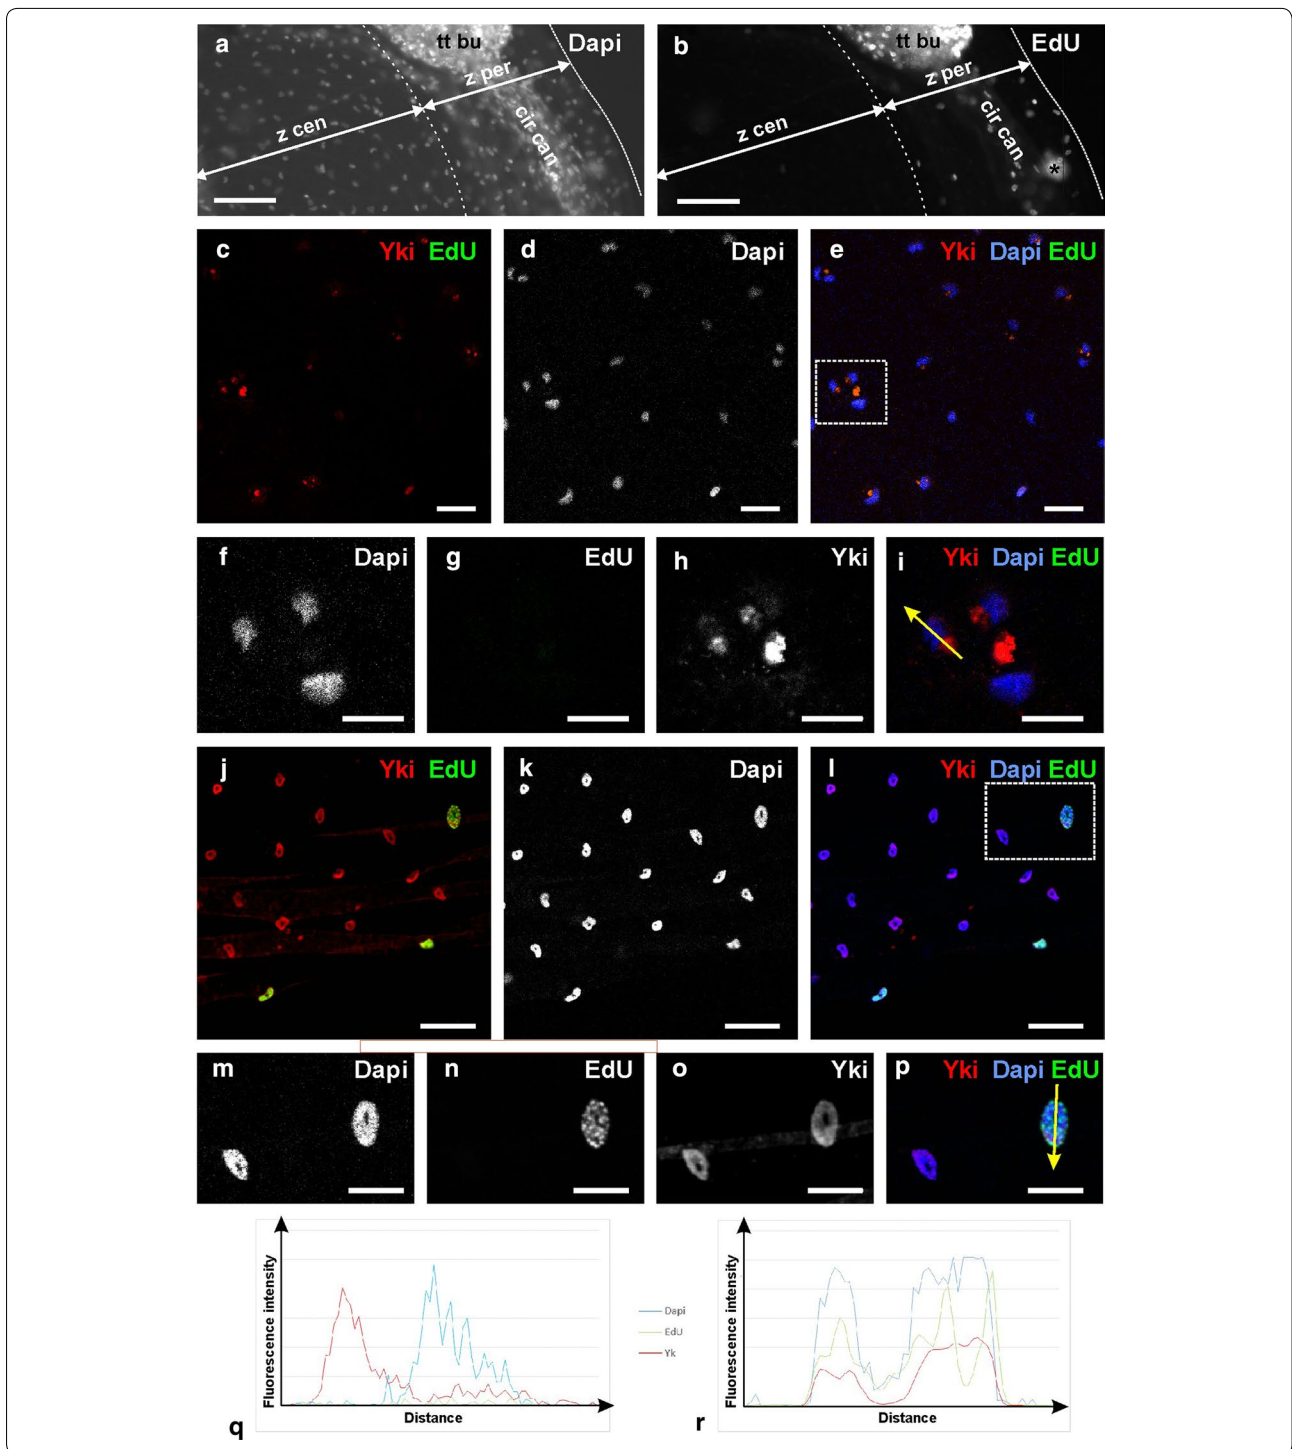 a tt bu Dapi
z per
z cen
cir can
b tt bu EdU
z per
z cen
cir can
*
c Yki EdU
d Dapi
e Yki Dapi EdU
f Dapi
g EdU
h Yki
i Yki Dapi EdU
j Yki EdU
k Dapi
l Yki Dapi EdU
m Dapi
n EdU
o Yki
p Yki Dapi EdU
Fluorescence intensity
Distance
q
Dapi
EdU
Yk
Fluorescence intensity
Distance
r